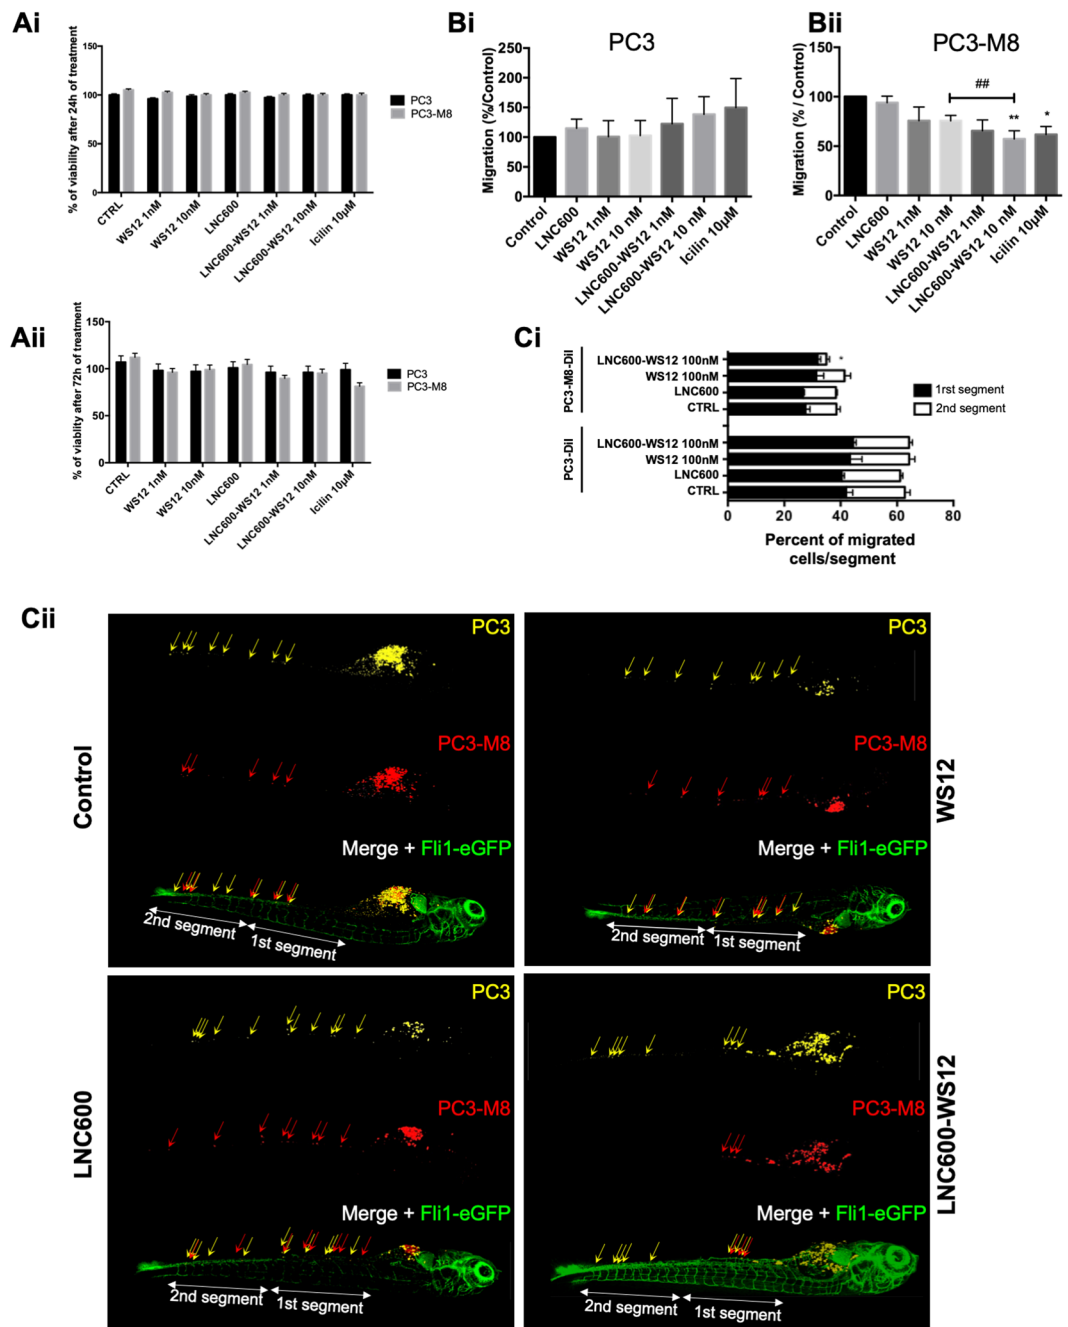 Ai
% of viability after 24h of treatment
150
100
50
0
CTRL
WS12 1nM
WS12 10nM
LNC600
LNC600-WS12 1nM
LNC600-WS12 10nM
Icilin 10µM
PC3
PC3-M8
Bi
PC3
Migration (%/Control)
250
200
150
100
50
0
Control
LNC600
WS12 1nM
WS12 10 nM
LNC600-WS12 1nM
LNC600-WS12 10 nM
Icilin 10µM
Bii
PC3-M8
Migration (% / Control)
150
100
50
0
##
**
*
Control
LNC600
WS12 1nM
WS12 10 nM
LNC600-WS12 1nM
LNC600-WS12 10 nM
Icilin 10µM
Aii
% of viablity after 72h of treatment
150
100
50
0
CTRL
WS12 1nM
WS12 10nM
LNC600
LNC600-WS12 1nM
LNC600-WS12 10nM
Icilin 10µM
PC3
PC3-M8
Ci
PC3-M8-Dil
LNC600-WS12 100nM
*
WS12 100nM
LNC600
CTRL
PC3-Dil
LNC600-WS12 100nM
WS12 100nM
LNC600
CTRL
0
20
40
60
80
Percent of migrated
cells/segment
1rst segment
2nd segment
Cii
Control
PC3
PC3-M8
Merge + Fli1-eGFP
2nd segment
1st segment
WS12
PC3
PC3-M8
Merge + Fli1-eGFP
2nd segment
1st segment
LNC600
PC3
PC3-M8
Merge + Fli1-eGFP
2nd segment
1st segment
LNC600-WS12
PC3
PC3-M8
Merge + Fli1-eGFP
2nd segment
1st segment